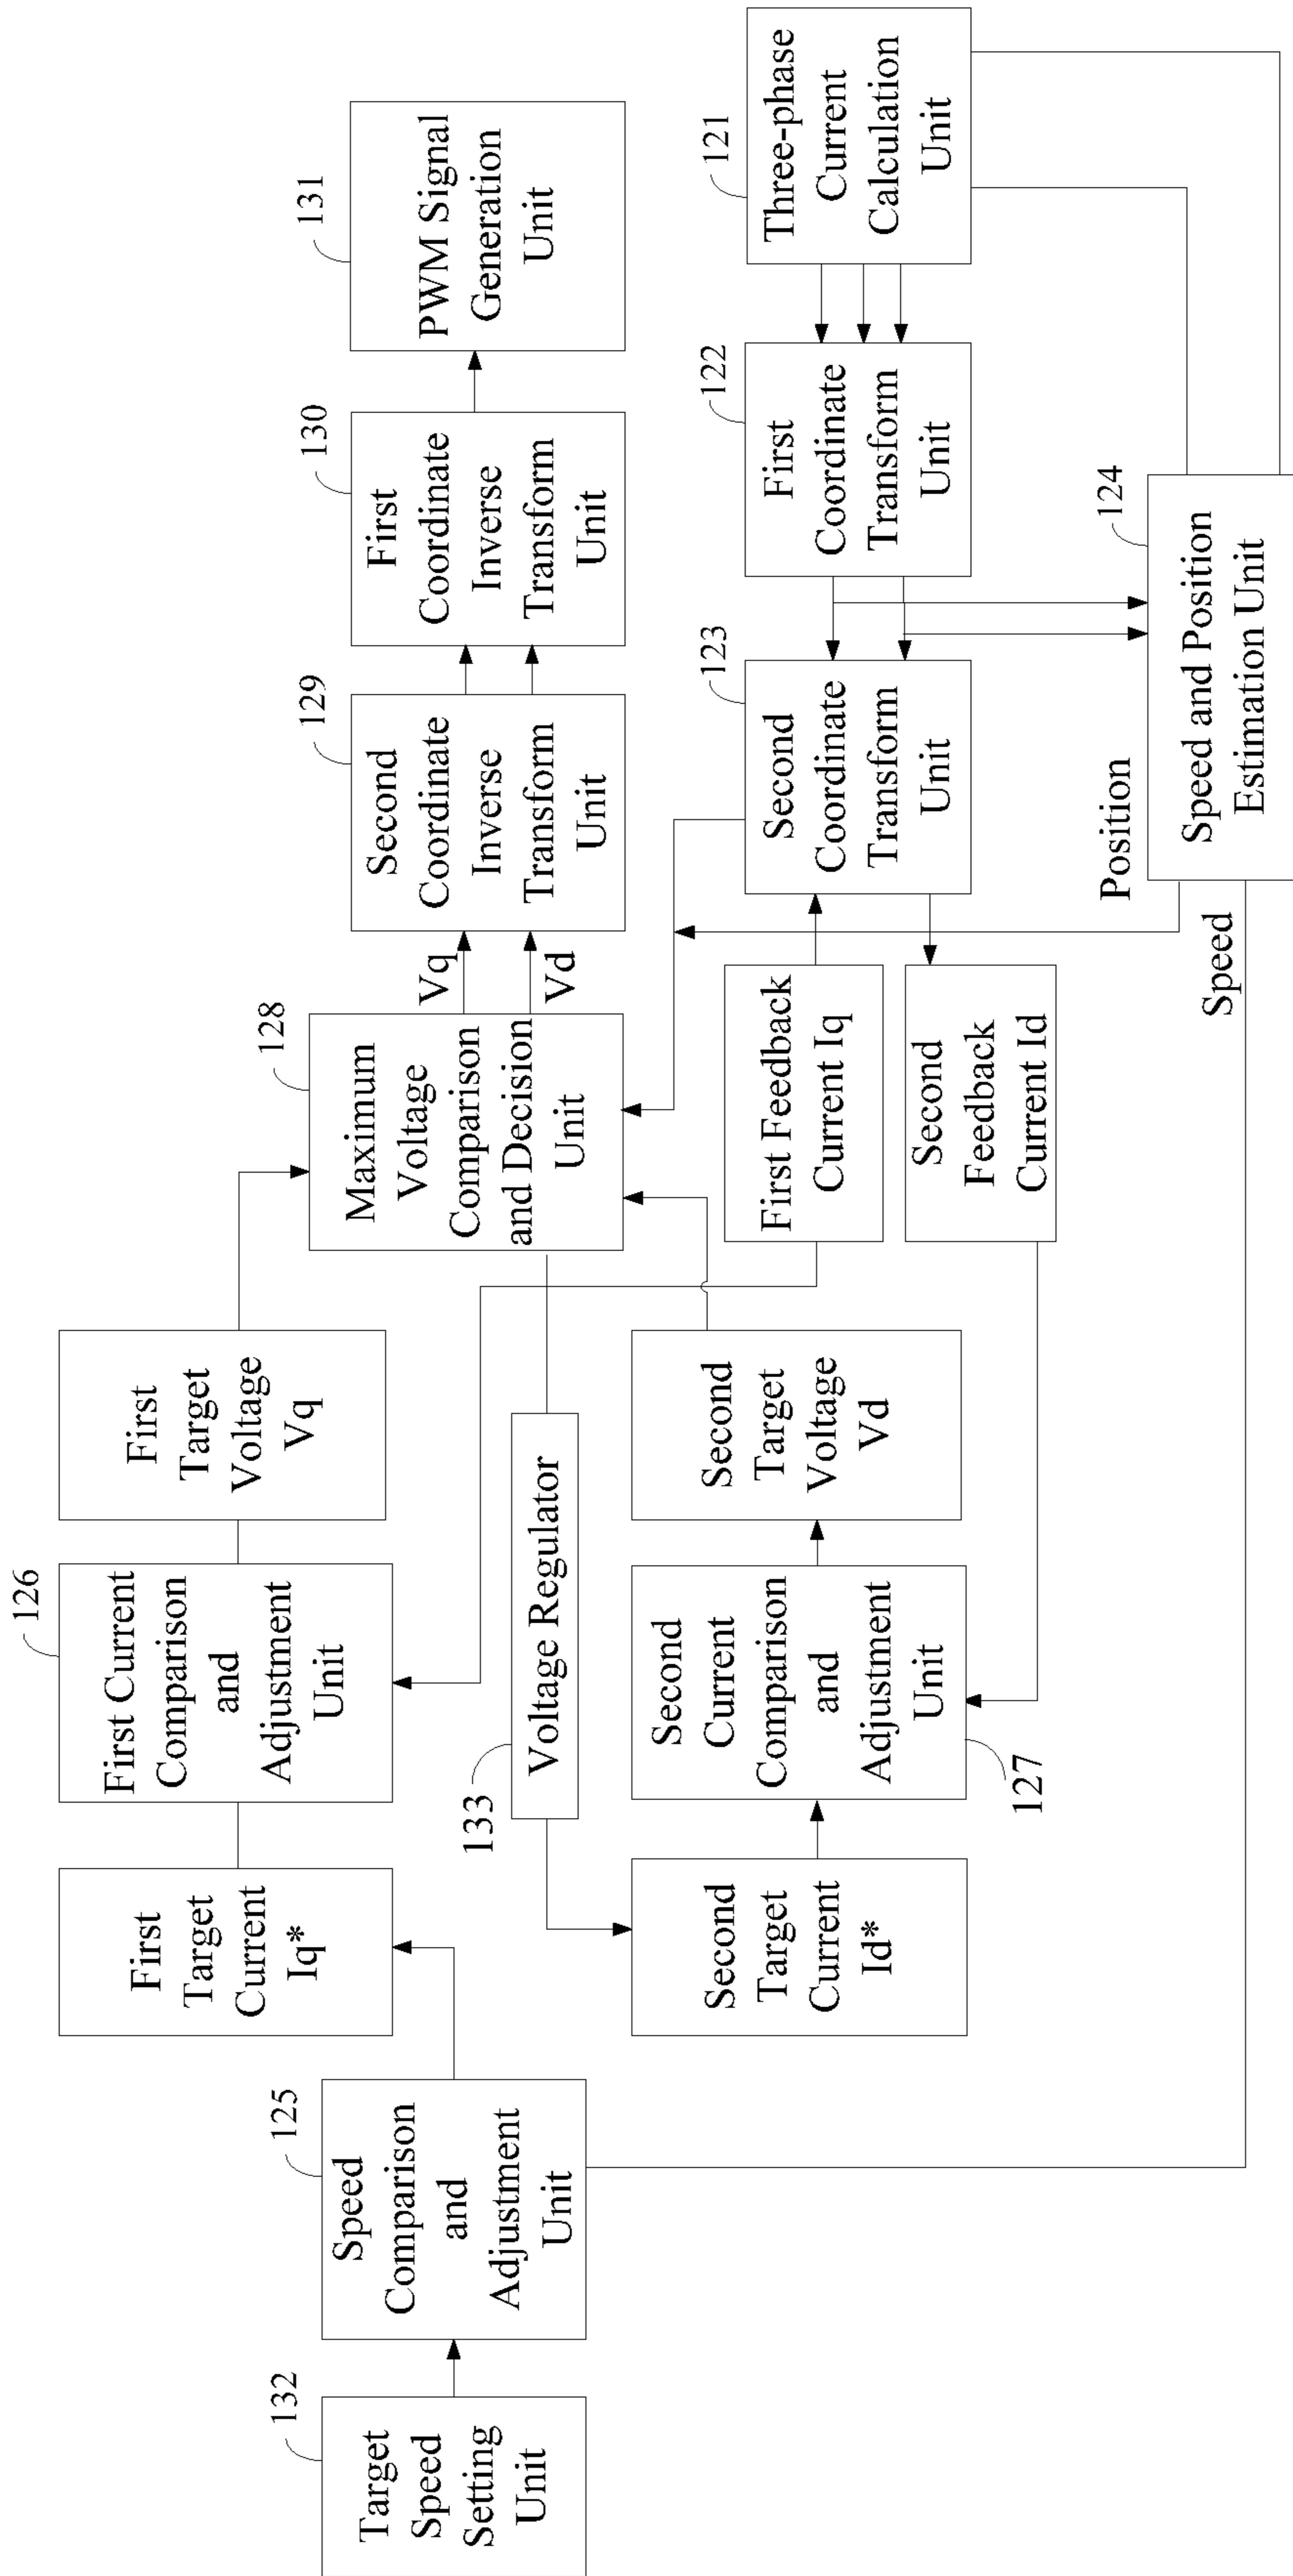 132
Target
Speed
Setting
Unit
125
Speed
Comparison
and
Adjustment
Unit
First
Target
Current
Iq*
126
First Current
Comparison
and
Adjustment
Unit
First
Target
Voltage
Vq
133
Voltage Regulator
Second
Target
Current
Id*
Second
Current
Comparison
and
Adjustment
Unit
127
Second
Target
Voltage
Vd
128
Maximum
Voltage
Comparison
and Decision
Unit
Vq
Vd
129
Second
Coordinate
Inverse
Transform
Unit
130
First
Coordinate
Inverse
Transform
Unit
131
PWM Signal
Generation
Unit
First Feedback
Current Iq
Second
Feedback
Current Id
123
Second
Coordinate
Transform
Unit
122
First
Coordinate
Transform
Unit
121
Three-phase
Current
Calculation
Unit
Position
Speed
124
Speed and Position
Estimation Unit